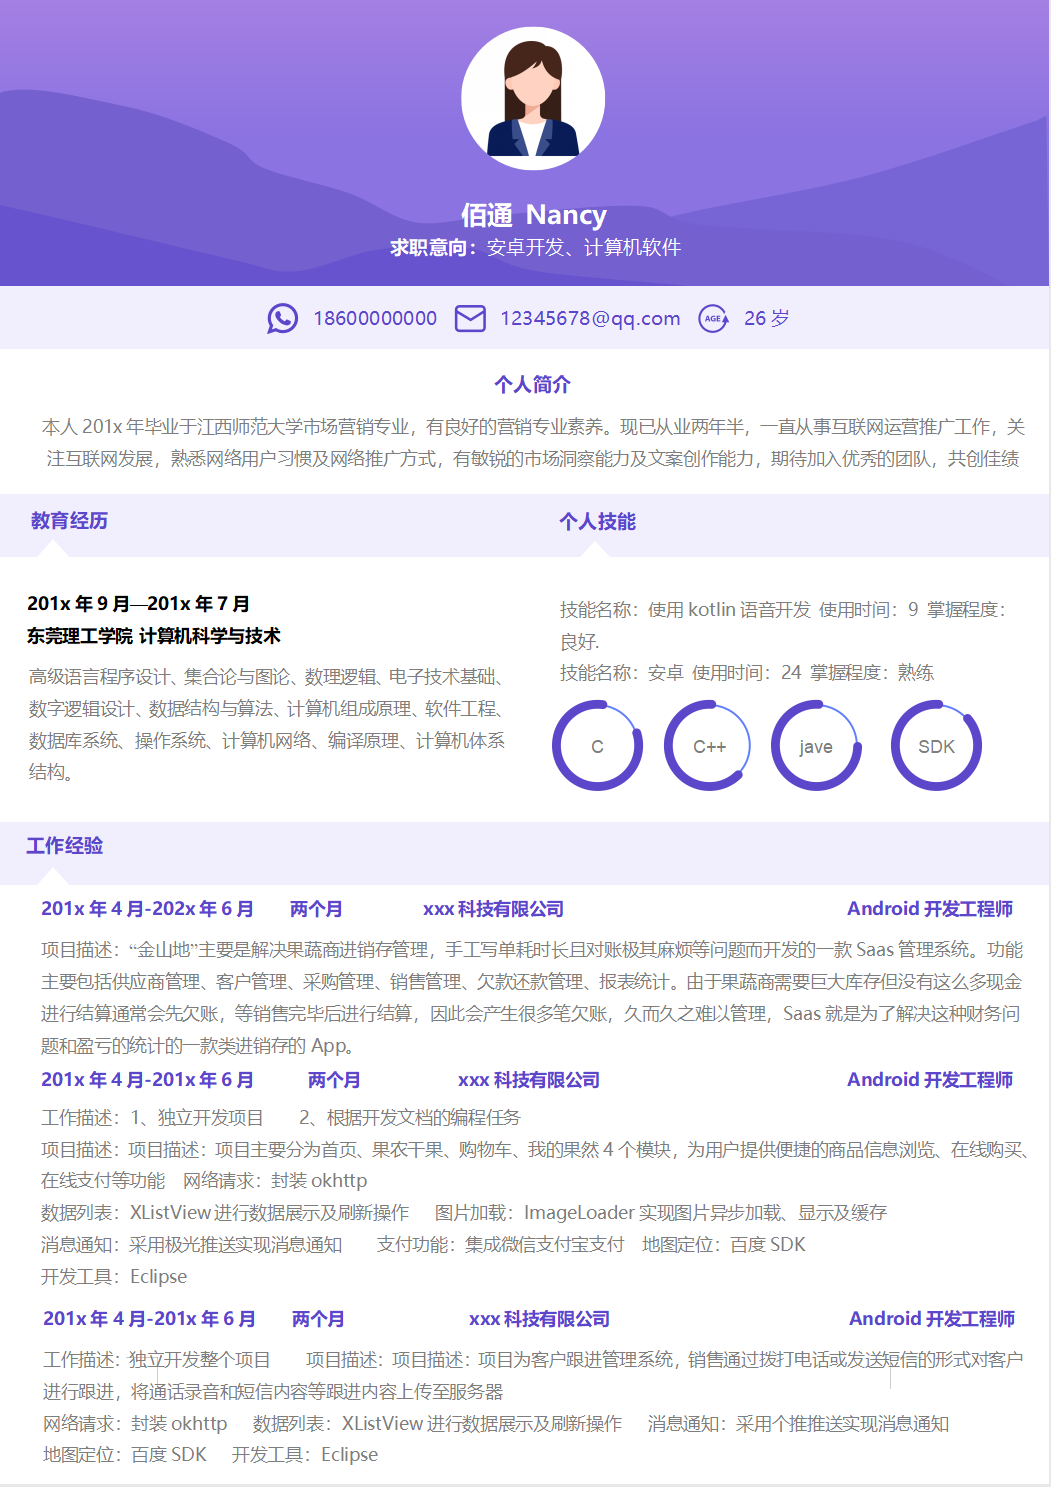 佰通 Nancy
求职意向：安卓开发、计算机软件
18600000000 12345678@qq.com AGE 26 岁
个人简介
本人 201x 年毕业于江西师范大学市场营销专业，有良好的营销专业素养。现已从业两年半，一直从事互联网运营推广工作，关
注互联网发展，熟悉网络用户习惯及网络推广方式，有敏锐的市场洞察能力及文案创作能力，期待加入优秀的团队，共创佳绩
教育经历
201x 年 9 月—201x 年 7 月
东莞理工学院 计算机科学与技术
高级语言程序设计、集合论与图论、数理逻辑、电子技术基础、
数字逻辑设计、数据结构与算法、计算机组成原理、软件工程、
数据库系统、操作系统、计算机网络、编译原理、计算机体系
结构。
个人技能
技能名称：使用 kotlin 语音开发 使用时间：9 掌握程度：
良好.
技能名称：安卓 使用时间：24 掌握程度：熟练
C C++ jave SDK
工作经验
201x 年 4 月-202x 年 6 月 两个月 xxx 科技有限公司 Android 开发工程师
项目描述：“金山地”主要是解决果蔬商进销存管理，手工写单耗时长且对账极其麻烦等问题而开发的一款 Saas 管理系统。功能
主要包括供应商管理、客户管理、采购管理、销售管理、欠款还款管理、报表统计。由于果蔬商需要巨大库存但没有这么多现金
进行结算通常会先欠账，等销售完毕后进行结算，因此会产生很多笔欠账，久而久之难以管理，Saas 就是为了解决这种财务问
题和盈亏的统计的一款类进销存的 App。
201x 年 4 月-201x 年 6 月 两个月 xxx 科技有限公司 Android 开发工程师
工作描述：1、独立开发项目 2、根据开发文档的编程任务
项目描述：项目描述：项目主要分为首页、果农干果、购物车、我的果然 4 个模块，为用户提供便捷的商品信息浏览、在线购买、
在线支付等功能 网络请求：封装 okhttp
数据列表：XListView 进行数据展示及刷新操作 图片加载：ImageLoader 实现图片异步加载、显示及缓存
消息通知：采用极光推送实现消息通知 支付功能：集成微信支付宝支付 地图定位：百度 SDK
开发工具：Eclipse
201x 年 4 月-201x 年 6 月 两个月 xxx 科技有限公司 Android 开发工程师
工作描述：独立开发整个项目 项目描述：项目描述：项目为客户跟进管理系统，销售通过拨打电话或发送短信的形式对客户
进行跟进，将通话录音和短信内容等跟进内容上传至服务器
网络请求：封装 okhttp 数据列表：XListView 进行数据展示及刷新操作 消息通知：采用个推推送实现消息通知
地图定位：百度 SDK 开发工具：Eclipse